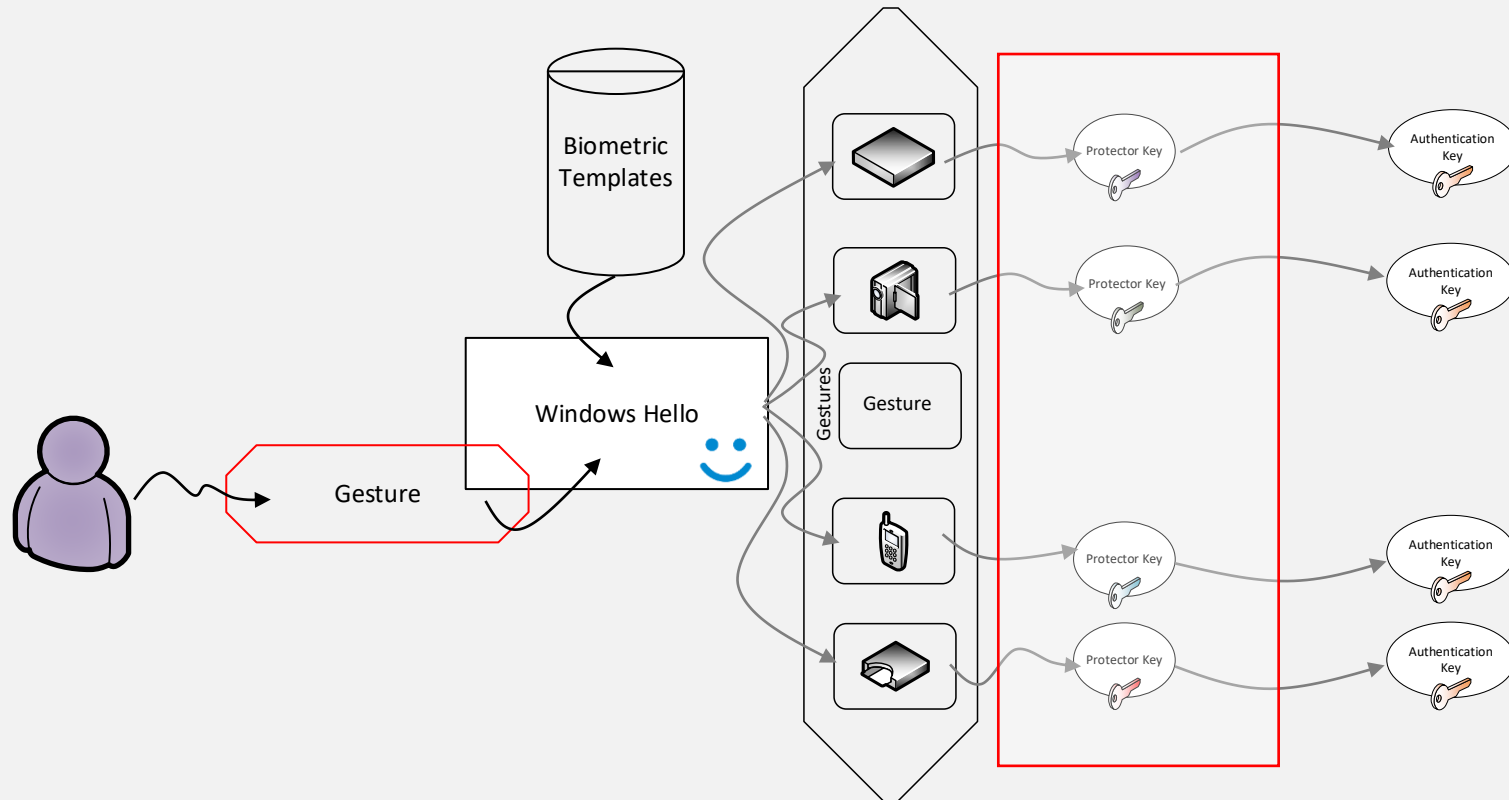 Biometric
Templates
Windows Hello
Gesture
Gestures
Gesture
Protector Key
Authentication
Key
Protector Key
Authentication
Key
Protector Key
Authentication
Key
Protector Key
Authentication
Key